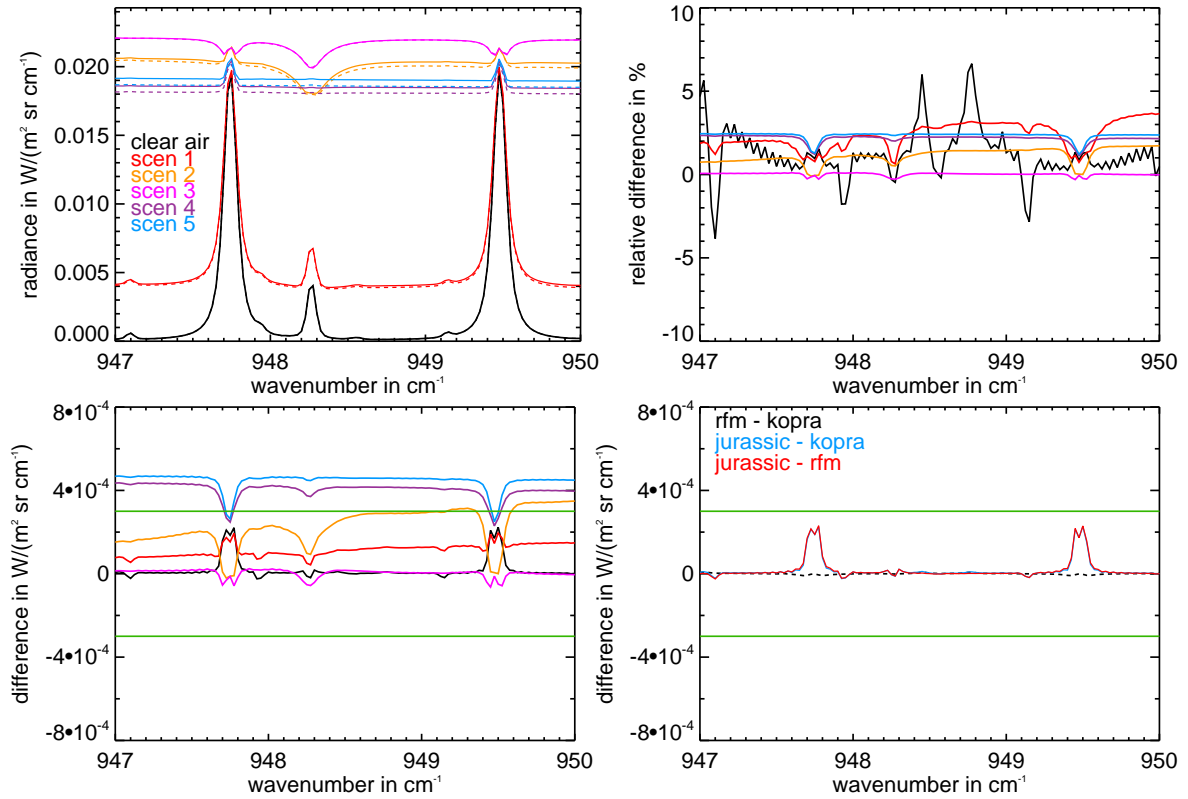 0.020
0.015
0.010
0.005
0.000
radiance in W/(m² sr cm⁻¹)
clear air
scen 1
scen 2
scen 3
scen 4
scen 5
947
948
949
950
wavenumber in cm⁻¹
10
5
0
-5
-10
relative difference in %
947
948
949
950
wavenumber in cm⁻¹
8•10⁻⁴
4•10⁻⁴
0
-4•10⁻⁴
-8•10⁻⁴
difference in W/(m² sr cm⁻¹)
947
948
949
950
wavenumber in cm⁻¹
8•10⁻⁴
4•10⁻⁴
0
-4•10⁻⁴
-8•10⁻⁴
difference in W/(m² sr cm⁻¹)
rfm - kopra
jurassic - kopra
jurassic - rfm
947
948
949
950
wavenumber in cm⁻¹